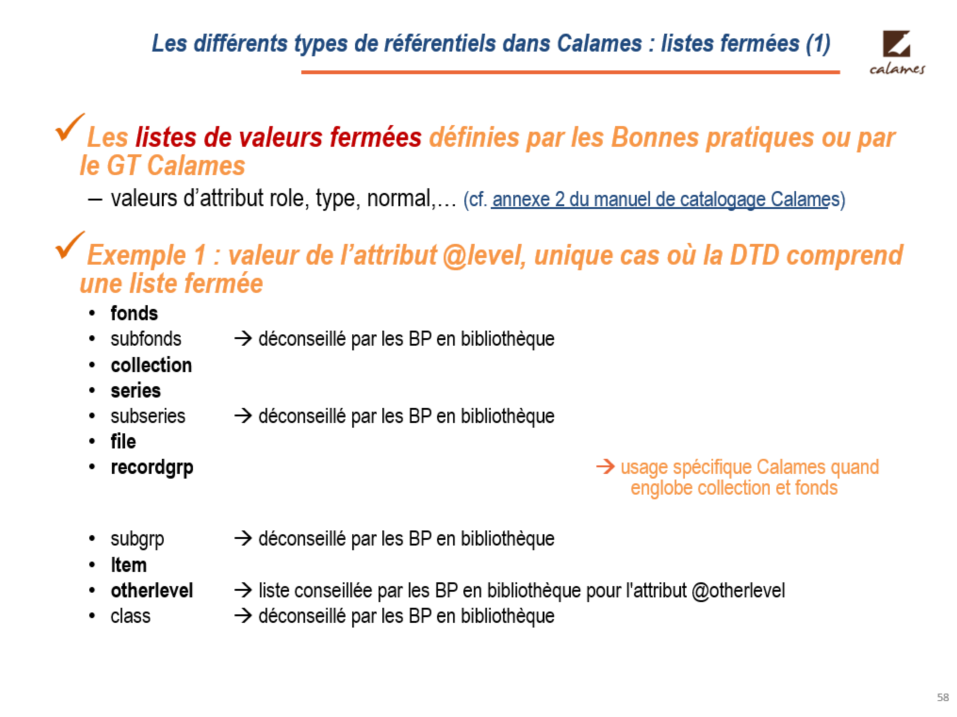 Les différents types de référentiels dans Calames : listes fermées (1)
calames
✓Les listes de valeurs fermées définies par les Bonnes pratiques ou par
le GT Calames
– valeurs d'attribut role, type, normal,… (cf. annexe 2 du manuel de catalogage Calames)
✓Exemple 1 : valeur de l'attribut @level, unique cas où la DTD comprend
une liste fermée
• fonds
• subfonds → déconseillé par les BP en bibliothèque
• collection
• series
• subseries → déconseillé par les BP en bibliothèque
• file
• recordgrp → usage spécifique Calames quand
englobe collection et fonds
• subgrp → déconseillé par les BP en bibliothèque
• Item
• otherlevel → liste conseillée par les BP en bibliothèque pour l'attribut @otherlevel
• class → déconseillé par les BP en bibliothèque
58